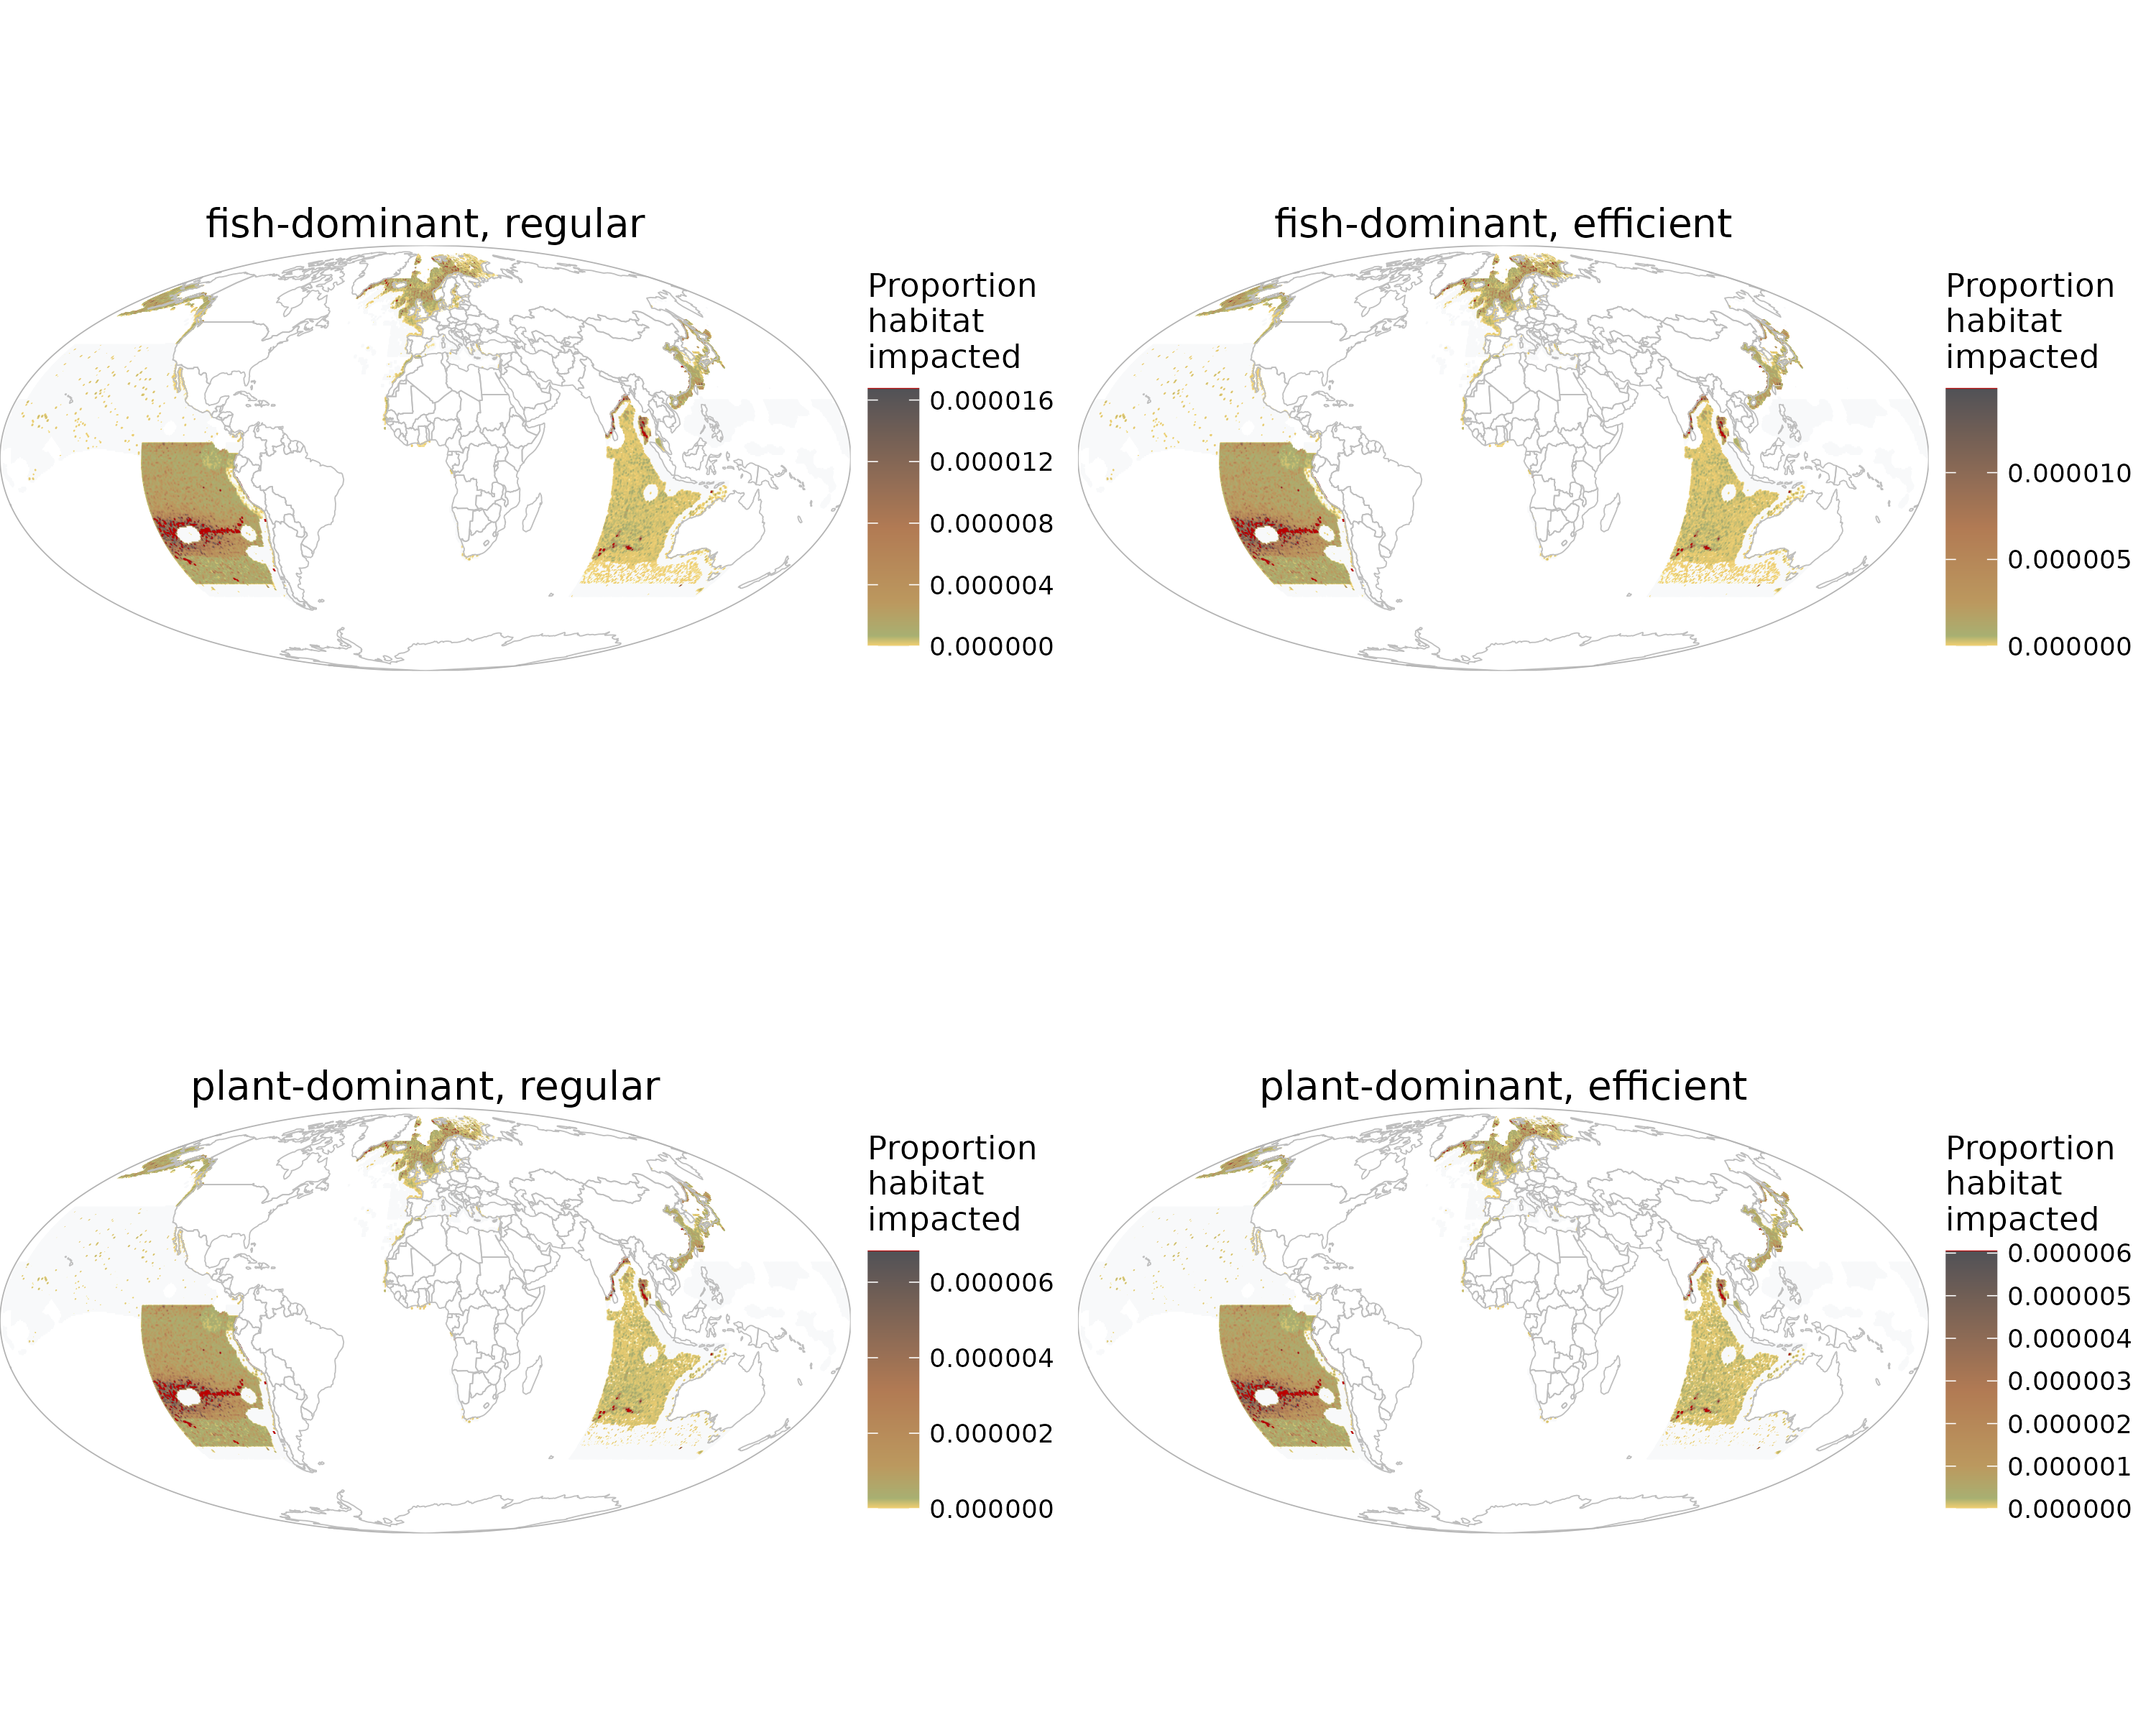 fish-dominant, regular
Proportion
habitat
impacted
0.000016
0.000012
0.000008
0.000004
0.000000
fish-dominant, efficient
Proportion
habitat
impacted
0.000010
0.000005
0.000000
plant-dominant, regular
Proportion
habitat
impacted
0.000006
0.000004
0.000002
0.000000
plant-dominant, efficient
Proportion
habitat
impacted
0.000006
0.000005
0.000004
0.000003
0.000002
0.000001
0.000000